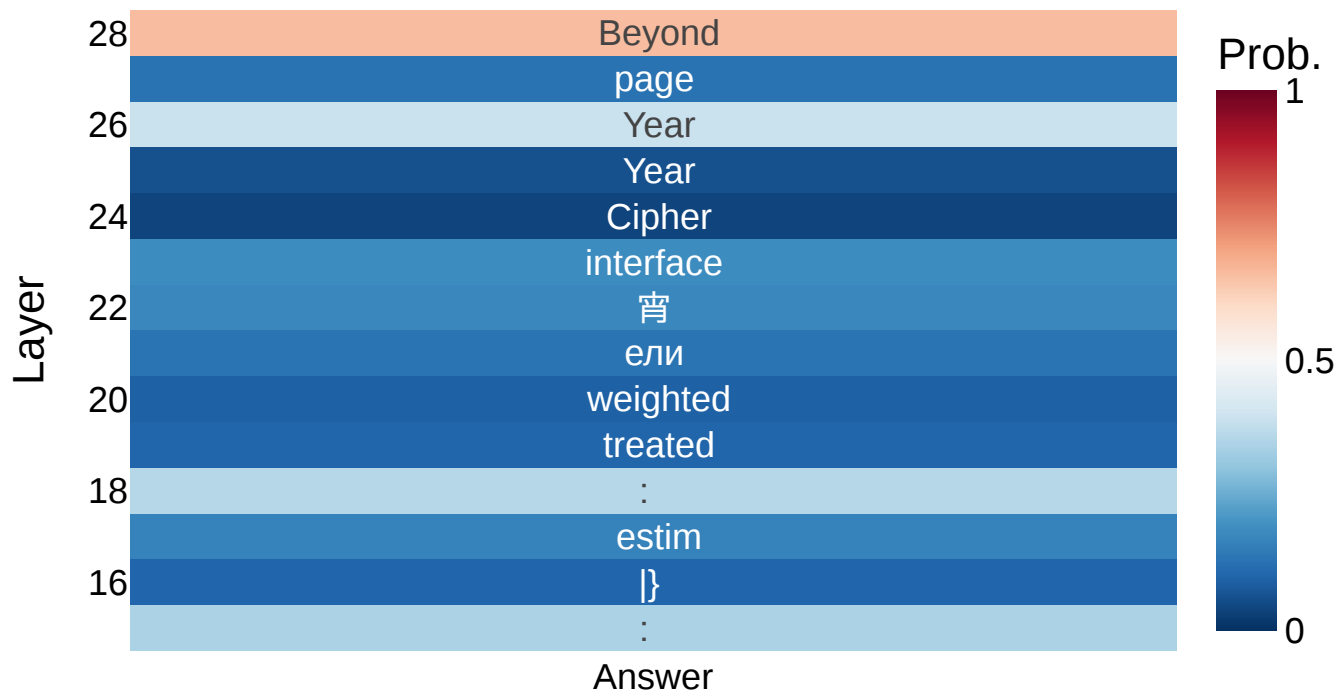 28 Beyond
page
26 Year
Year
24 Cipher
interface
22 宵
ели
20 weighted
treated
18 :
estim
16 |}
:
Answer
Layer
Prob.
1
0.5
0